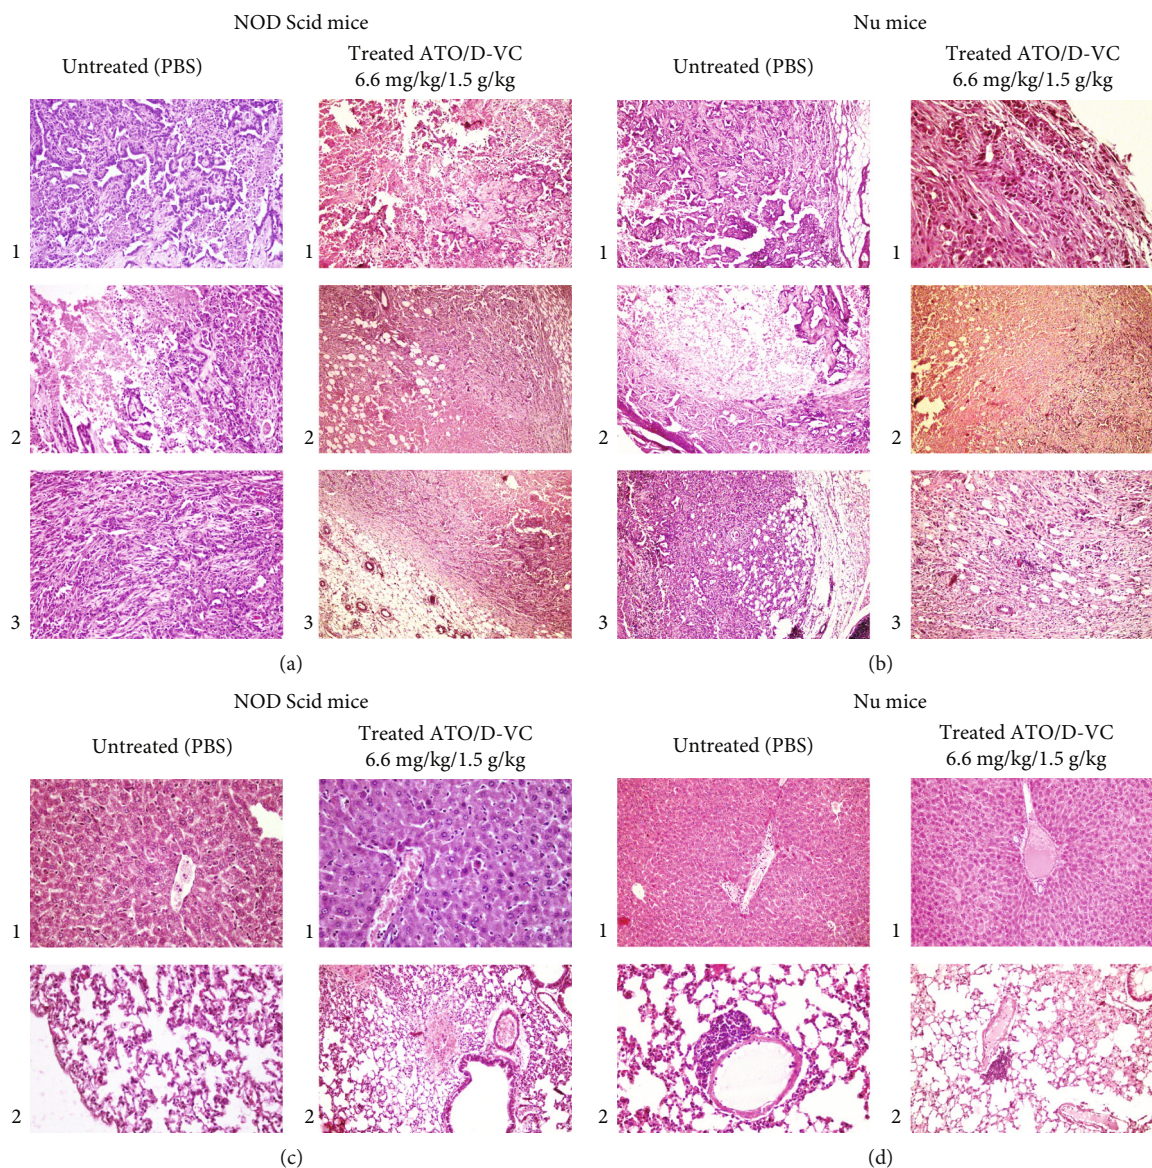 NOD Scid mice
Untreated (PBS)
Treated ATO/D-VC
6.6 mg/kg/1.5 g/kg
1
1
2
2
3
3
(a)
Nu mice
Untreated (PBS)
Treated ATO/D-VC
6.6 mg/kg/1.5 g/kg
1
1
2
2
3
3
(b)
NOD Scid mice
Untreated (PBS)
Treated ATO/D-VC
6.6 mg/kg/1.5 g/kg
1
1
2
2
(c)
Nu mice
Untreated (PBS)
Treated ATO/D-VC
6.6 mg/kg/1.5 g/kg
1
1
2
2
(d)